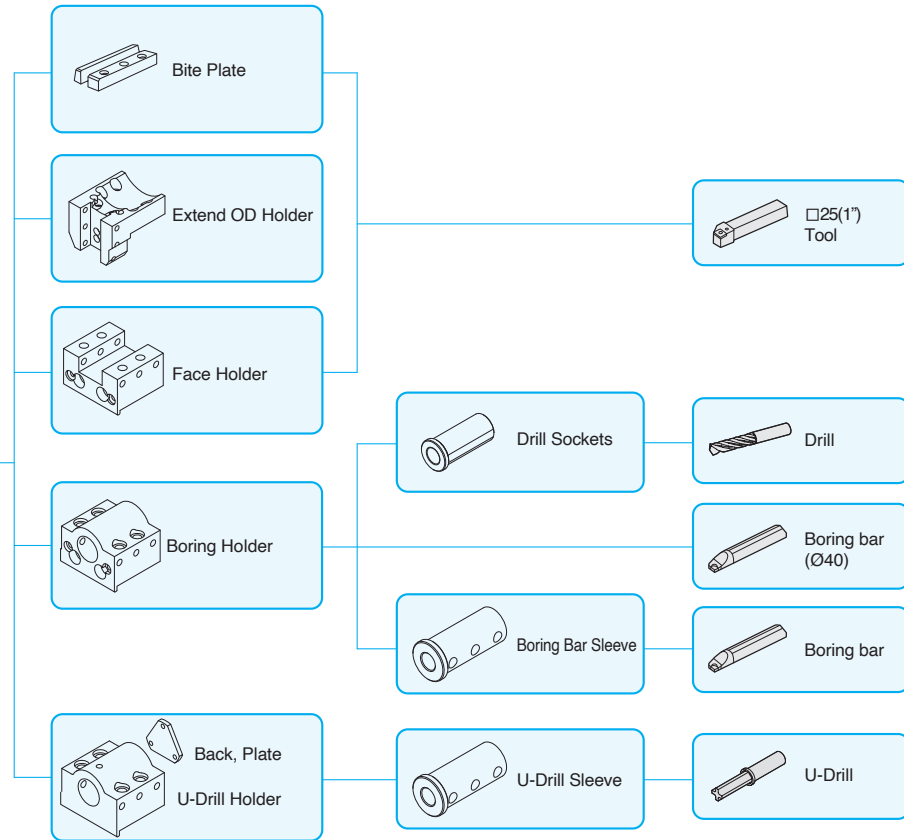 Bite Plate
Extend OD Holder
□25(1”)
Tool
Face Holder
Drill Sockets
Drill
Boring Holder
Boring bar
(Ø40)
Boring Bar Sleeve
Boring bar
Back, Plate
U-Drill Holder
U-Drill Sleeve
U-Drill